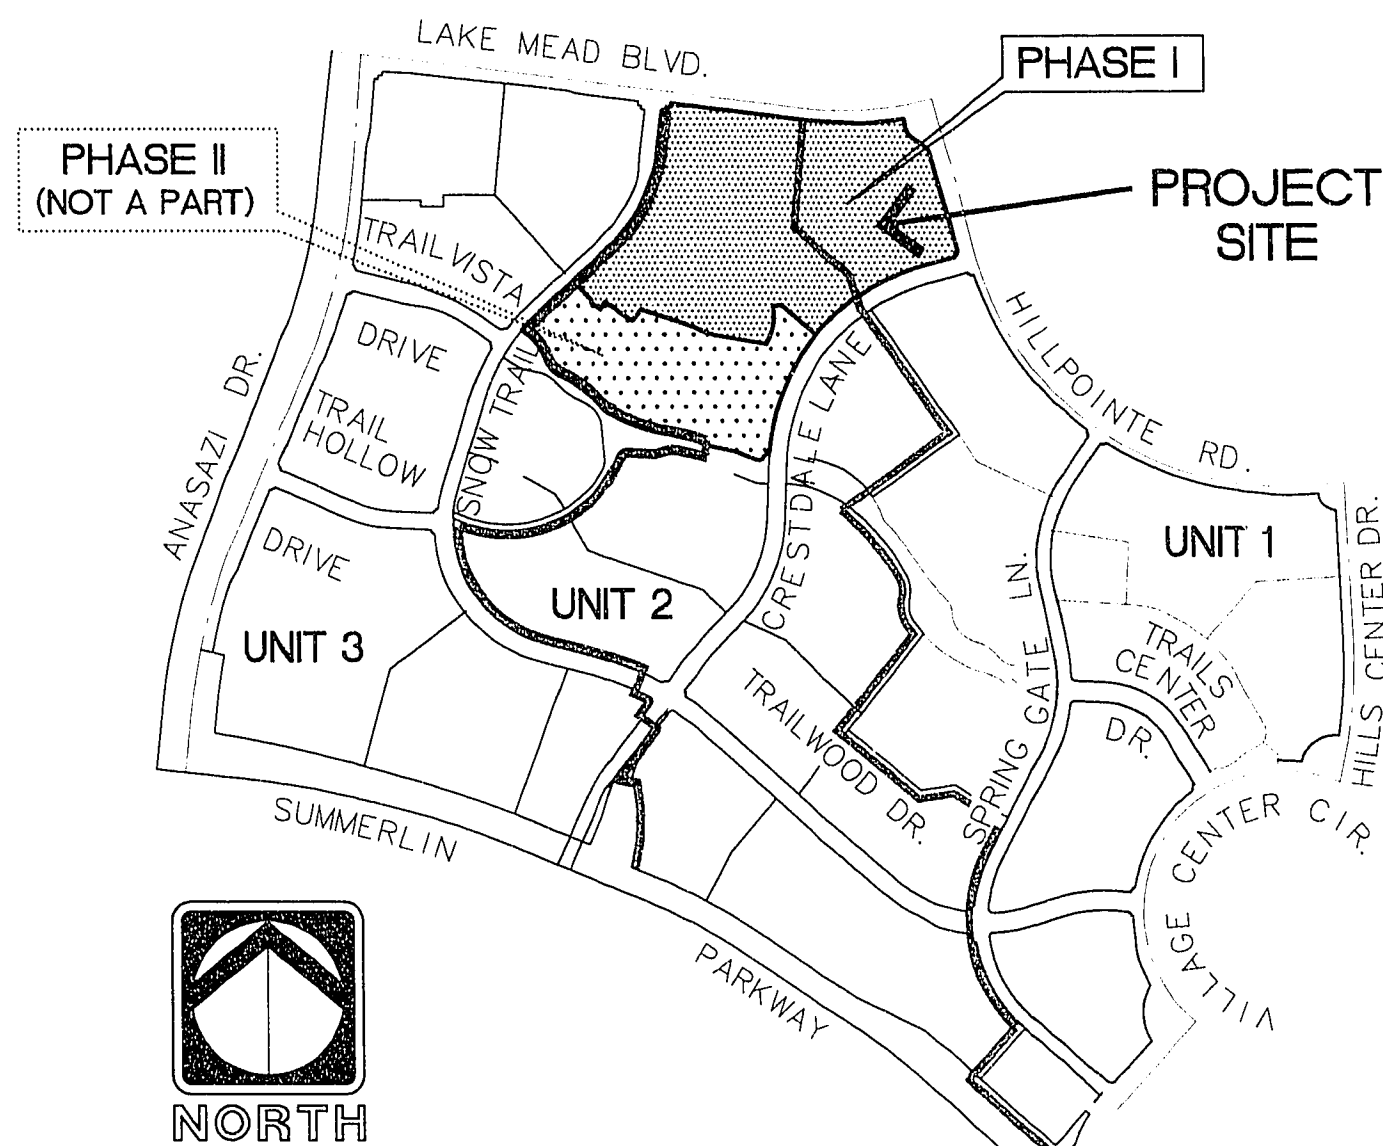 LAKE MEAD BLVD.
PHASE I
PHASE II
(NOT A PART)
PROJECT
SITE
TRAIL VISTA
DRIVE
HILLPOINTE RD.
ANASAZI DR.
TRAIL
HOLLOW
DRIVE
SNOW TRAIL
CRESTDALE LANE
UNIT 1
UNIT 2
UNIT 3
SPRING GATE LN.
TRAILS
CENTER
DR.
HILLS CENTER DR.
TRAILWOOD DR.
VILLAGE CENTER CIR.
SUMMERLIN
PARKWAY
NORTH